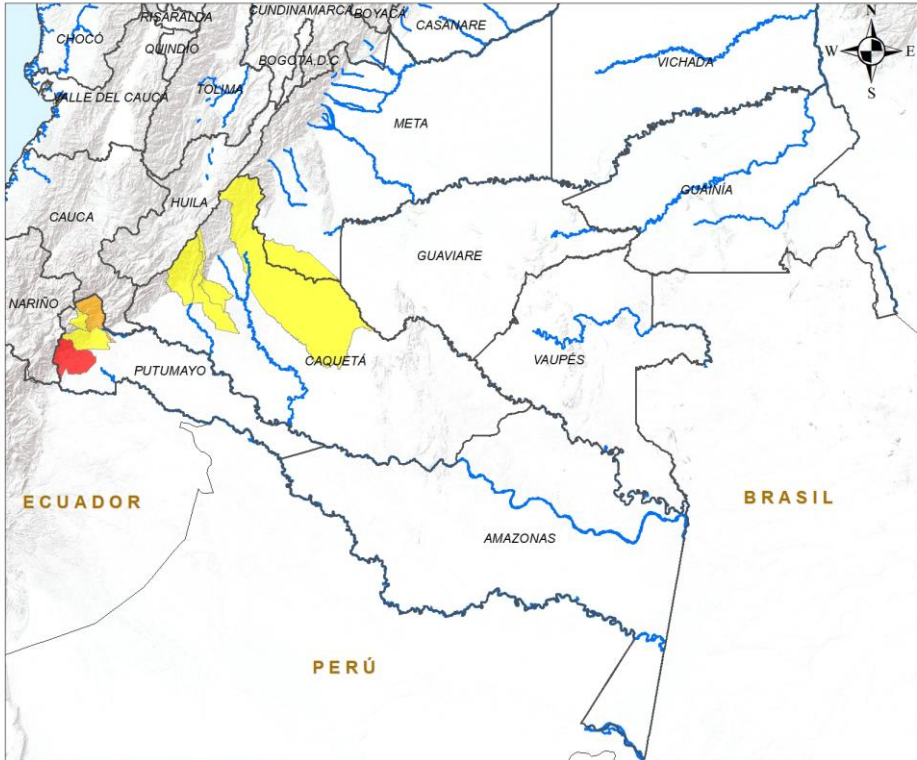 CUNDINAMARCA
BOYACÁ
RISARALDA
CASANARE
N
CHOCÓ
QUINDÍO
W
E
BOGOTÁ D.C
VICHADA
TOLIMA
S
VALLE DEL CAUCA
META
GUAINÍA
HUILA
CAUCA
GUAVIARE
NARIÑO
CAQUETÁ
VAUPÉS
PUTUMAYO
ECUADOR
BRASIL
AMAZONAS
PERÚ